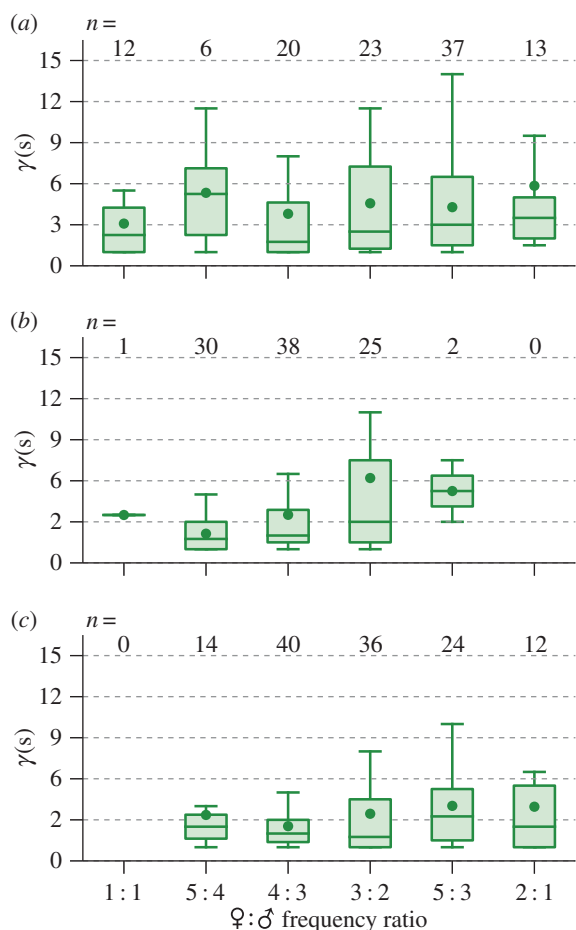 (a) n =
12 6 20 23 37 13
15
12
9
6
3
0
γ(s)
(b) n =
1 30 38 25 2 0
15
12
9
6
2
0
γ(s)
(c) n =
0 14 40 36 24 12
15
12
9
6
2
0
γ(s)
1 : 1 5 : 4 4 : 3 3 : 2 5 : 3 2 : 1
♀:♂ frequency ratio